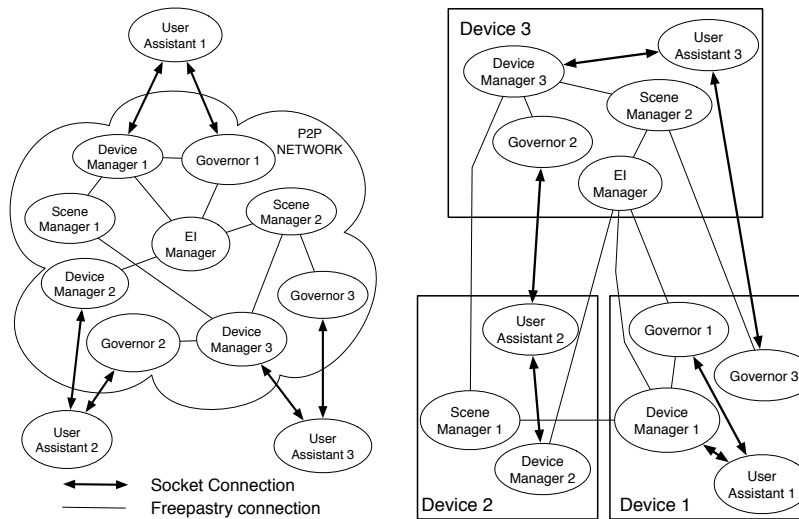 User
Assistant 1
P2P
NETWORK
Device
Manager 1
Governor 1
Scene
Manager 1
Scene
Manager 2
EI
Manager
Device
Manager 2
Governor 3
Governor 2
Device
Manager 3
User
Assistant 2
User
Assistant 3
Socket Connection
Freepastry connection
Device 3
User
Assistant 3
Device
Manager 3
Scene
Manager 2
Governor 2
EI
Manager
User
Assistant 2
Governor 1
Governor 3
Scene
Manager 1
Device
Manager 1
Device
Manager 2
User
Assistant 1
Device 2
Device 1